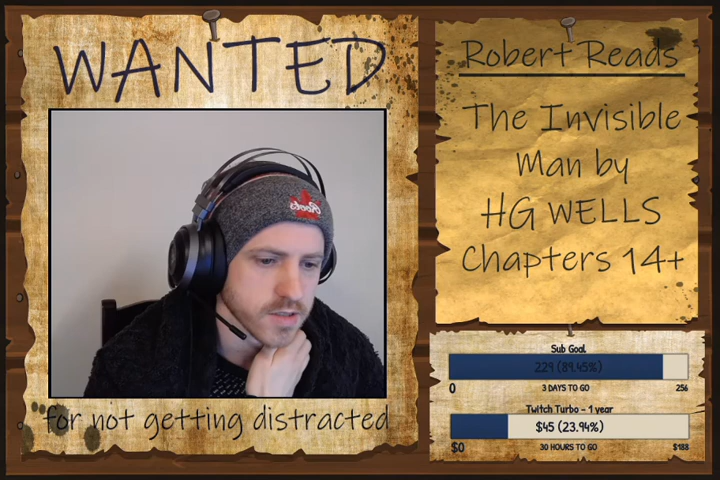 WANTED
for not getting distracted
Robert Reads
The Invisible
Man by
HG WELLS
Chapters 14+
Sub Goal
229 (89.45%)
0 3 DAYS TO GO 256
Twitch Turbo - 1 year
$45 (23.94%)
$0 30 HOURS TO GO $188
Roots